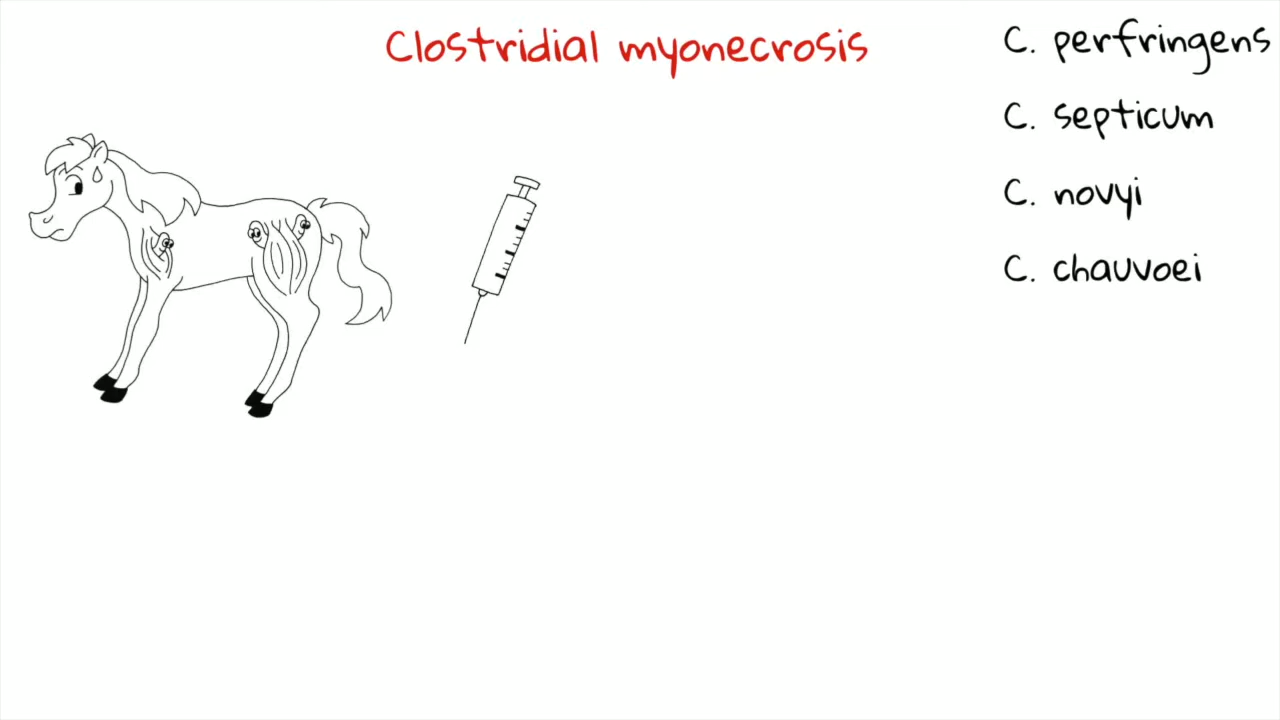 Clostridial myonecrosis
C. perfringens
C. septicum
C. novyi
C. chauvoei